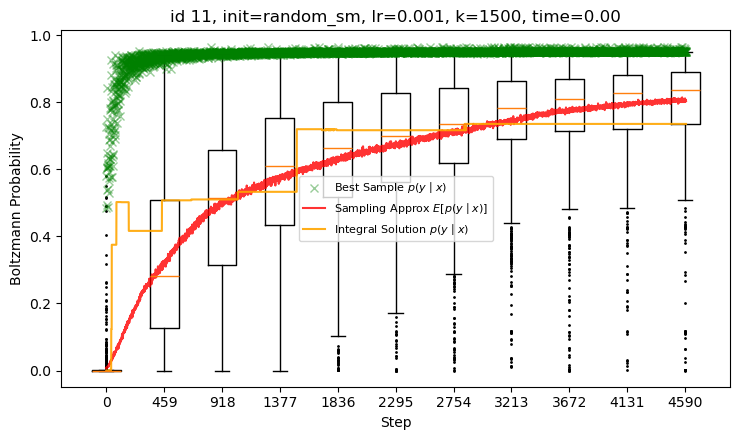 id 11, init=random_sm, lr=0.001, k=1500, time=0.00
Boltzmann Probability
1.0
0.8
0.6
0.4
0.2
0.0
Best Sample p(y | x)
Sampling Approx E[p(y | x)]
Integral Solution p(y | x)
0 459 918 1377 1836 2295 2754 3213 3672 4131 4590
Step